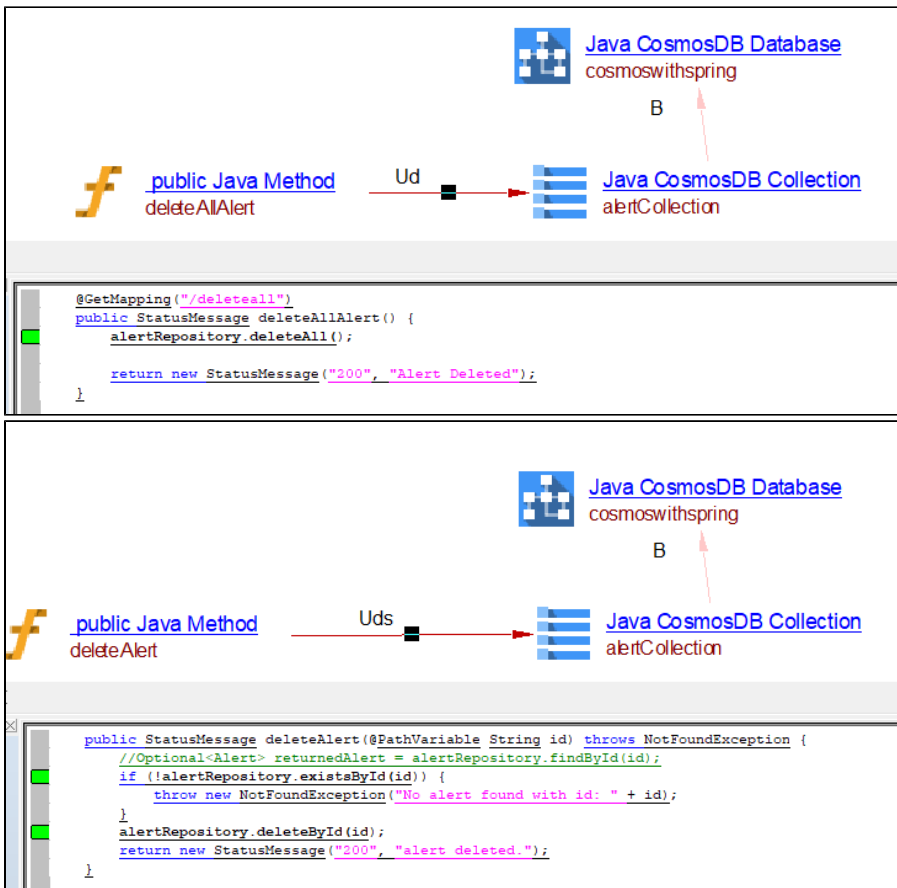 Java CosmosDB Database
cosmoswithspring
B
public Java Method
deleteAllAlert
Ud
Java CosmosDB Collection
alertCollection
@GetMapping("/deleteall")
public StatusMessage deleteAllAlert() {
alertRepository.deleteAll();
return new StatusMessage("200", "Alert Deleted");
}
Java CosmosDB Database
cosmoswithspring
B
public Java Method
deleteAlert
Uds
Java CosmosDB Collection
alertCollection
public StatusMessage deleteAlert(@PathVariable String id) throws NotFoundException {
//Optional<Alert> returnedAlert = alertRepository.findById(id);
if (!alertRepository.existsById(id)) {
throw new NotFoundException("No alert found with id: " + id);
}
alertRepository.deleteById(id);
return new StatusMessage("200", "alert deleted.");
}